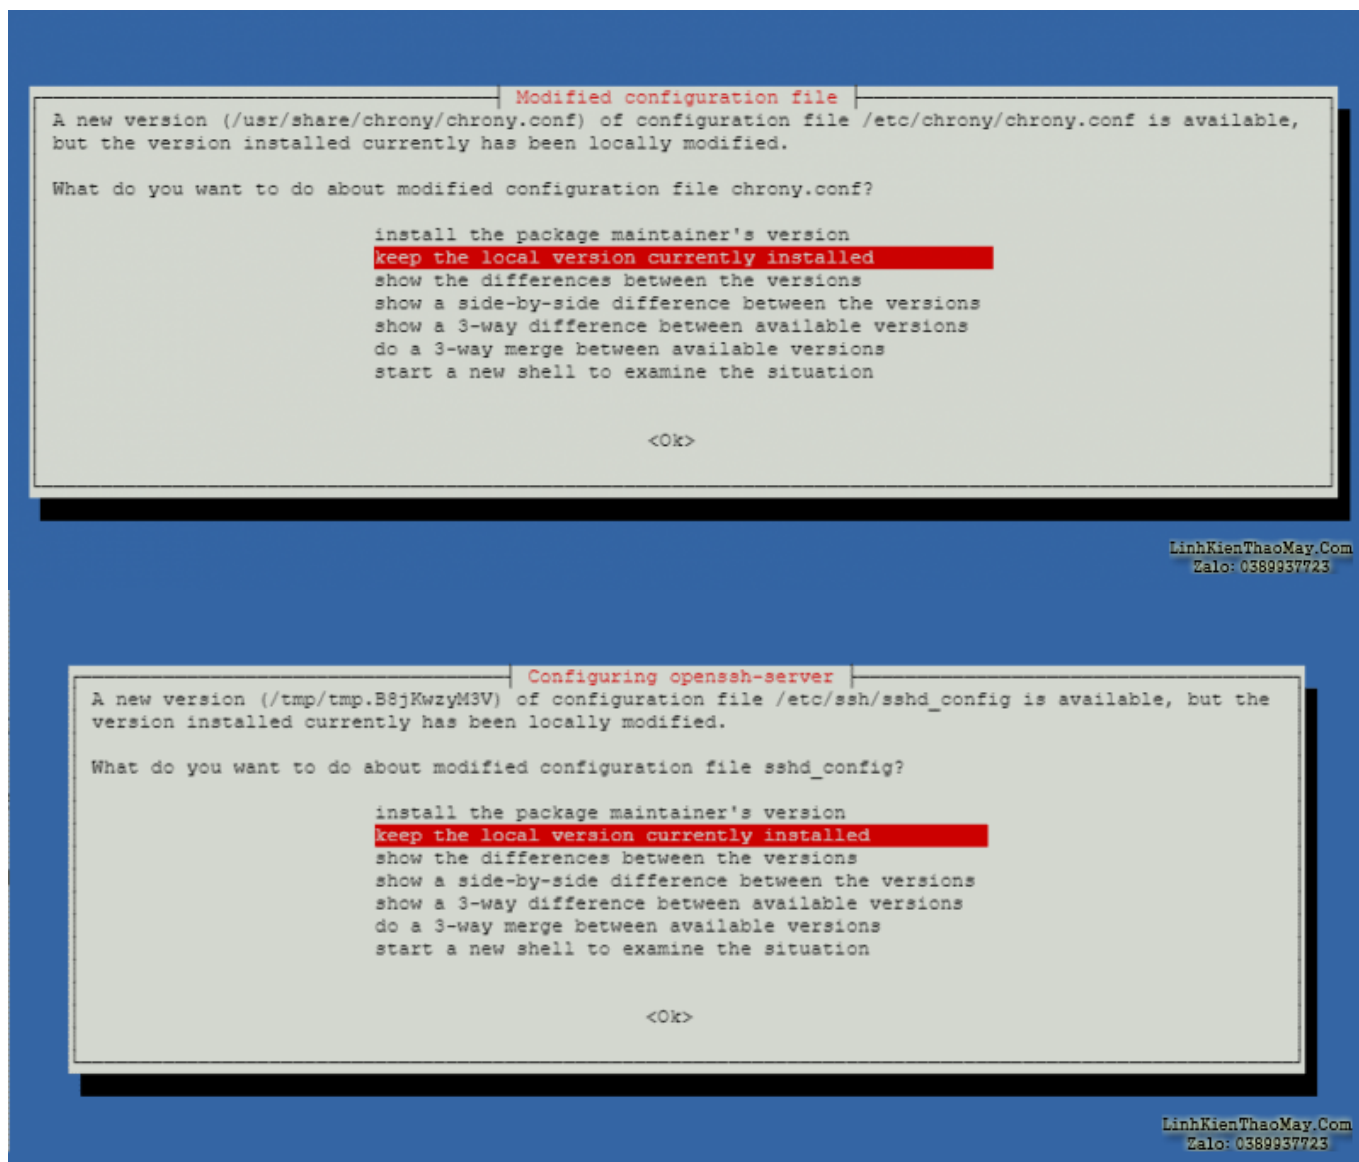 Modified configuration file
A new version (/usr/share/chrony/chrony.conf) of configuration file /etc/chrony/chrony.conf is available,
but the version installed currently has been locally modified.
What do you want to do about modified configuration file chrony.conf?
install the package maintainer's version
keep the local version currently installed
show the differences between the versions
show a side-by-side difference between the versions
show a 3-way difference between available versions
do a 3-way merge between available versions
start a new shell to examine the situation
<Ok>
LinhKienThaoMay.Com
Zalo: 0389937723
Configuring openssh-server
A new version (/tmp/tmp.B8jKwzyM3V) of configuration file /etc/ssh/sshd_config is available, but the
version installed currently has been locally modified.
What do you want to do about modified configuration file sshd_config?
install the package maintainer's version
keep the local version currently installed
show the differences between the versions
show a side-by-side difference between the versions
show a 3-way difference between available versions
do a 3-way merge between available versions
start a new shell to examine the situation
<Ok>
LinhKienThaoMay.Com
Zalo: 0389937723